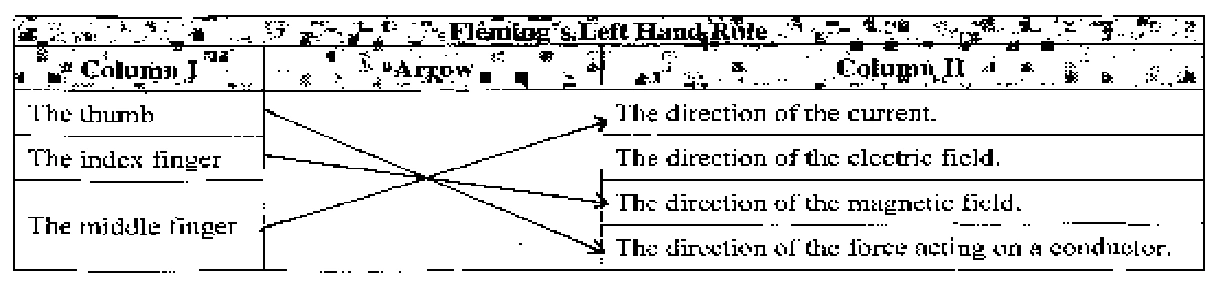 Fleming's Left Hand Rule
Column I Arrow Column II
The thumb The direction of the current.
The index finger The direction of the electric field.
The direction of the magnetic field.
The middle finger
The direction of the force acting on a conductor.